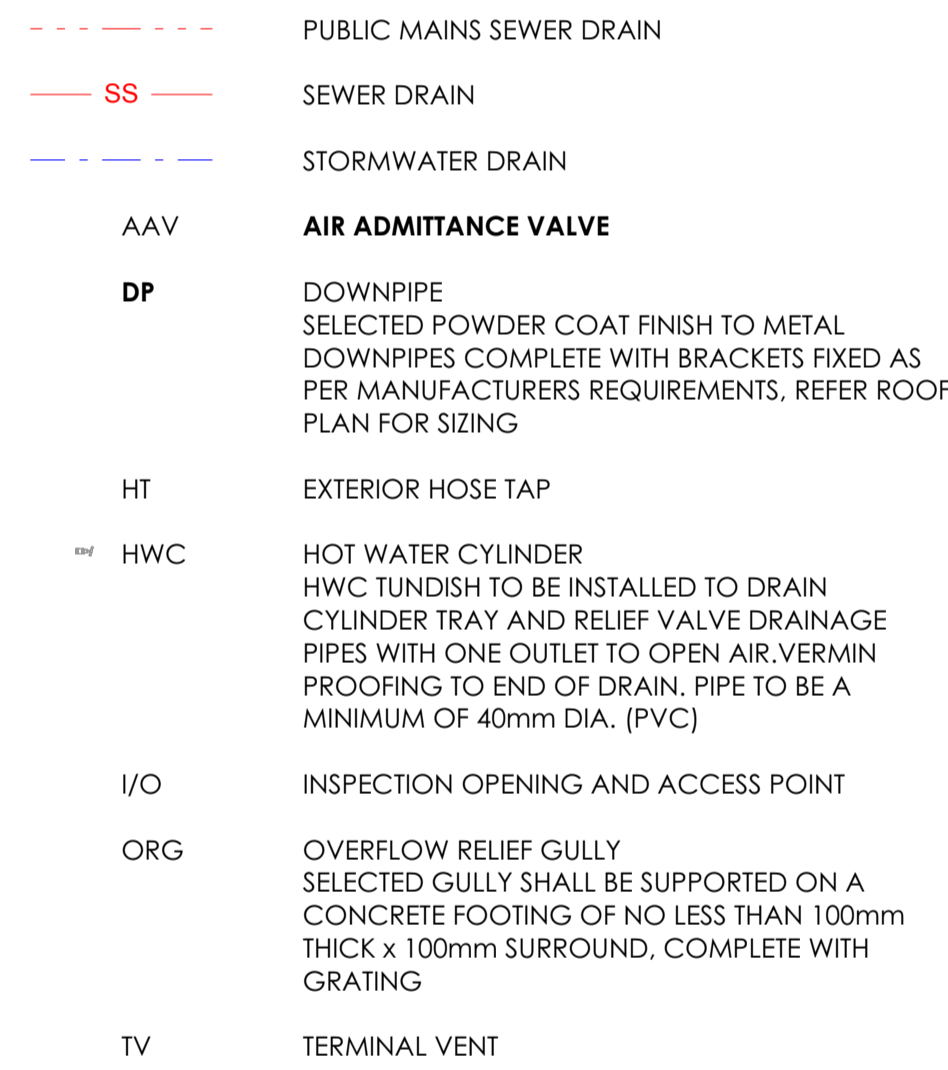 PUBLIC MAINS SEWER DRAIN
SS SEWER DRAIN
STORMWATER DRAIN
AAV AIR ADMITTANCE VALVE
DP DOWNPIPE
SELECTED POWDER COAT FINISH TO METAL
DOWNPIPES COMPLETE WITH BRACKETS FIXED AS
PER MANUFACTURERS REQUIREMENTS, REFER ROOF
PLAN FOR SIZING
HT EXTERIOR HOSE TAP
HWC HOT WATER CYLINDER
HWC TUNDISH TO BE INSTALLED TO DRAIN
CYLINDER TRAY AND RELIEF VALVE DRAINAGE
PIPES WITH ONE OUTLET TO OPEN AIR.VERMIN
PROOFING TO END OF DRAIN. PIPE TO BE A
MINIMUM OF 40mm DIA. (PVC)
I/O INSPECTION OPENING AND ACCESS POINT
ORG OVERFLOW RELIEF GULLY
SELECTED GULLY SHALL BE SUPPORTED ON A
CONCRETE FOOTING OF NO LESS THAN 100mm
THICK x 100mm SURROUND, COMPLETE WITH
GRATING
TV TERMINAL VENT